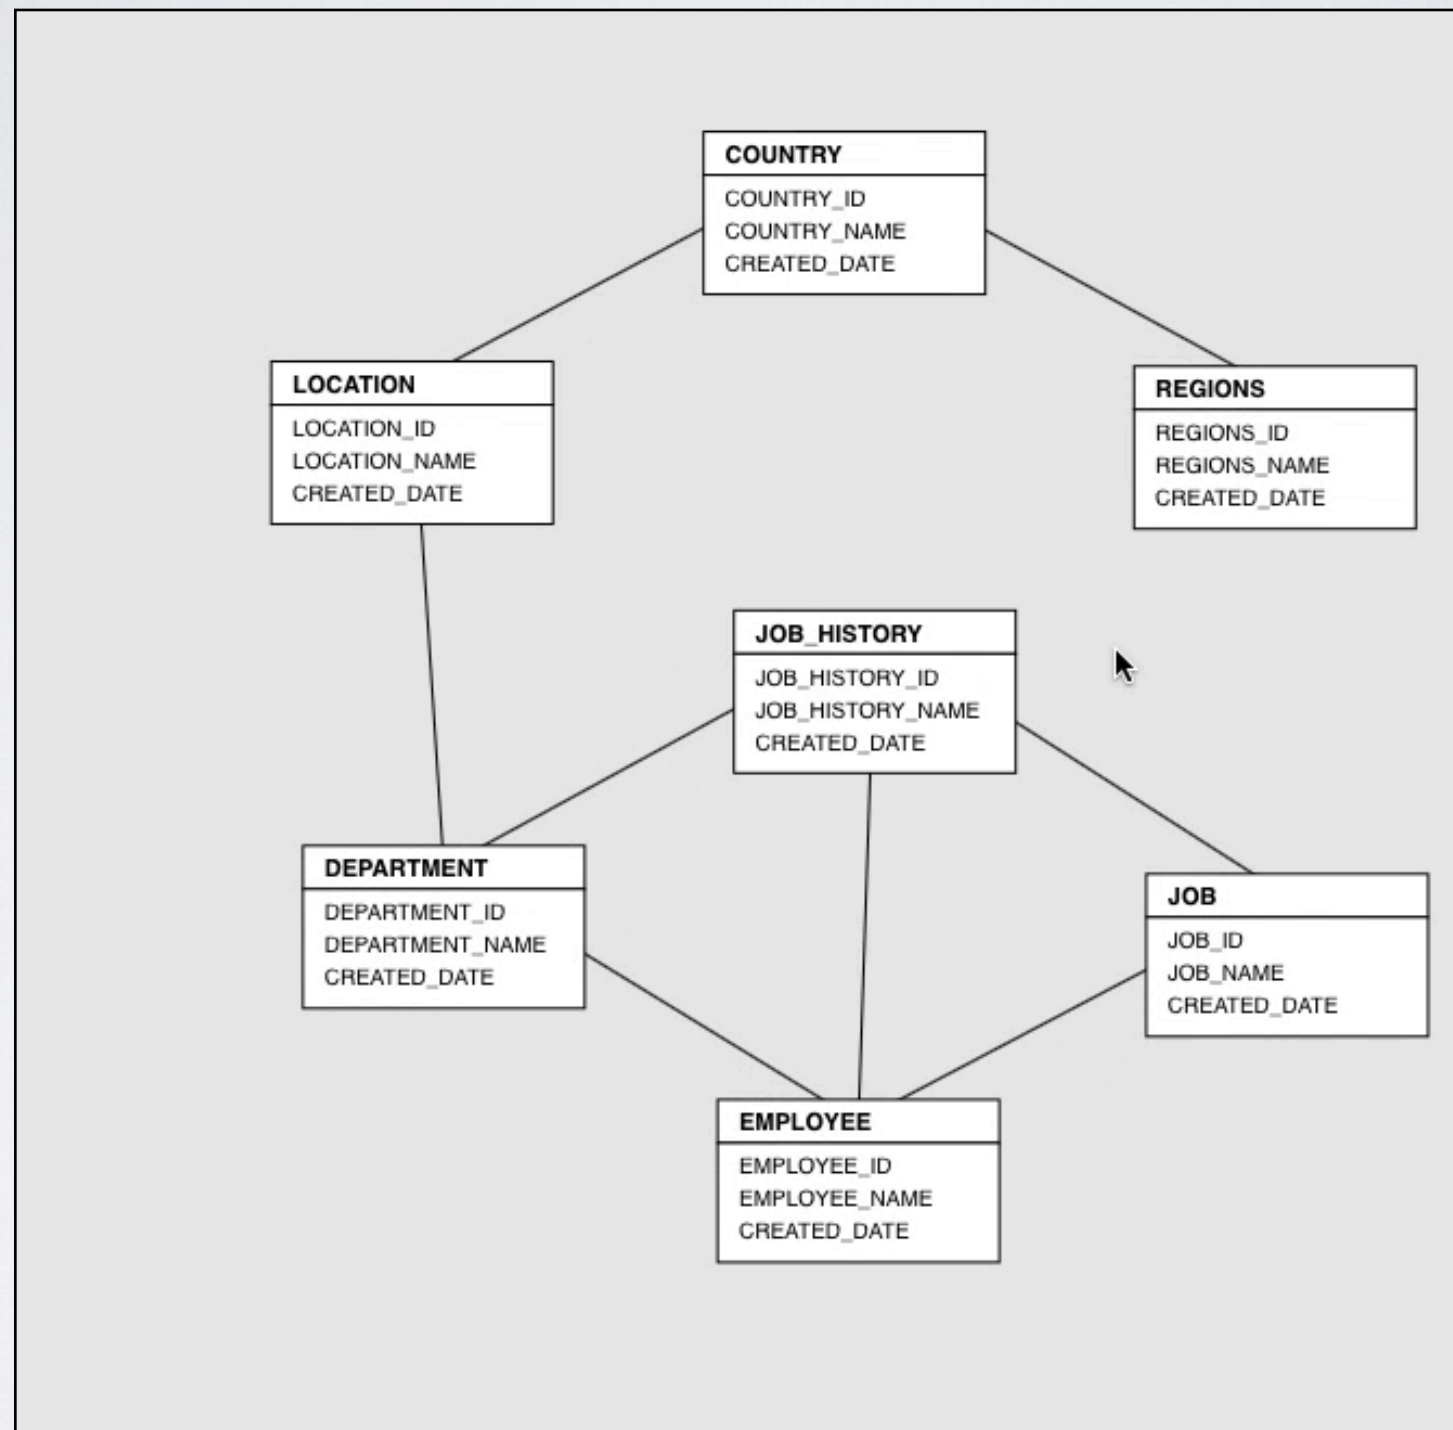 COUNTRY
COUNTRY_ID
COUNTRY_NAME
CREATED_DATE
LOCATION
LOCATION_ID
LOCATION_NAME
CREATED_DATE
REGIONS
REGIONS_ID
REGIONS_NAME
CREATED_DATE
JOB_HISTORY
JOB_HISTORY_ID
JOB_HISTORY_NAME
CREATED_DATE
DEPARTMENT
DEPARTMENT_ID
DEPARTMENT_NAME
CREATED_DATE
JOB
JOB_ID
JOB_NAME
CREATED_DATE
EMPLOYEE
EMPLOYEE_ID
EMPLOYEE_NAME
CREATED_DATE